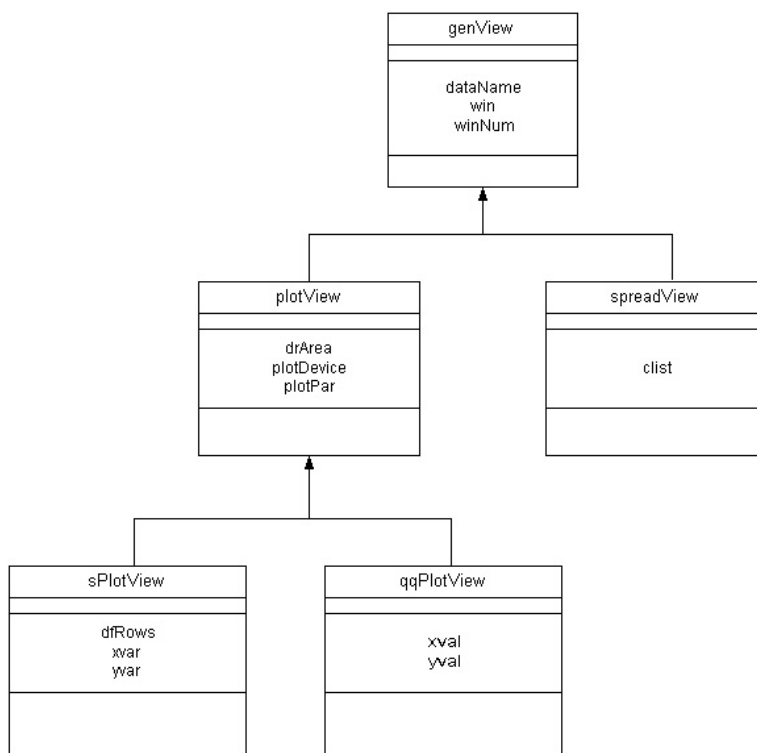 genView
dataName
win
winNum
plotView
drArea
plotDevice
plotPar
spreadView
clist
sPlotView
dfRows
xvar
yvar
qqPlotView
xval
yval